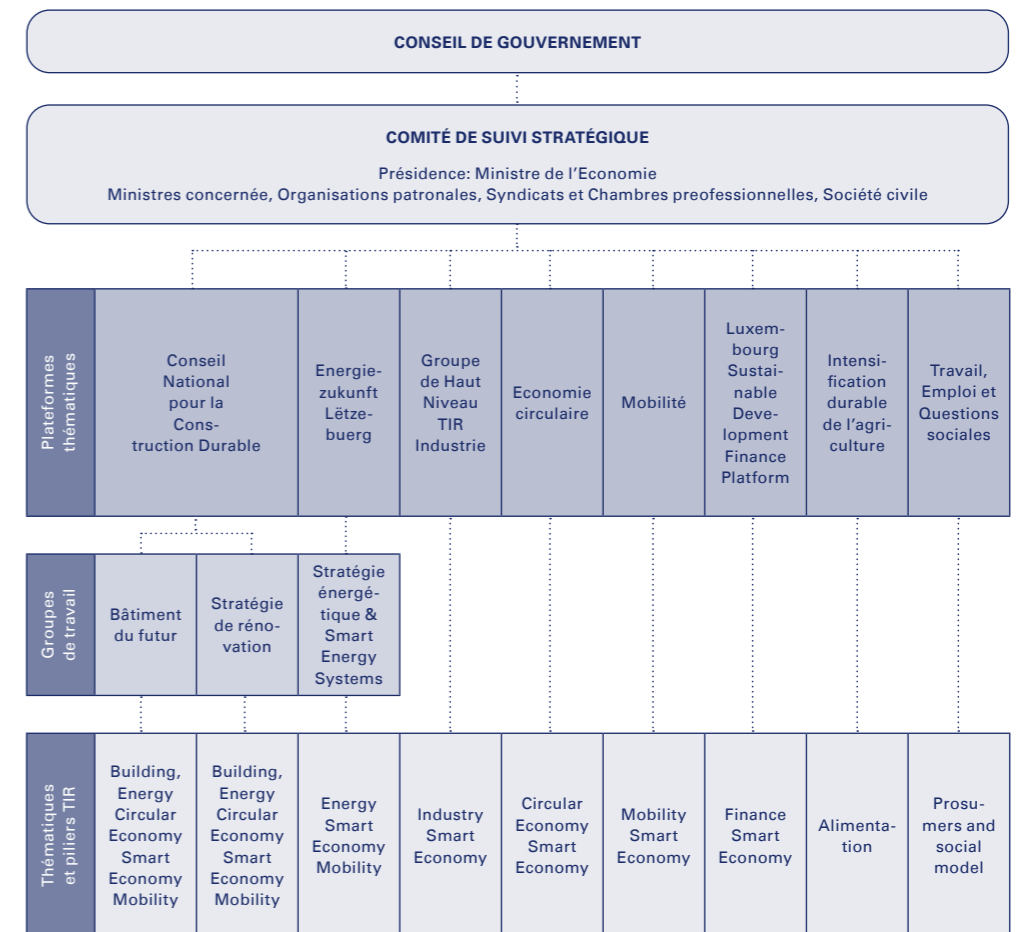 CONSEIL DE GOUVERNEMENT
COMITÉ DE SUIVI STRATÉGIQUE
Présidence: Ministre de l'Economie
Ministres concernée, Organisations patronales, Syndicats et Chambres preofessionnelles, Société civile
Plateformes
thématiques
Conseil
National
pour la
Cons-
truction Durable
Energie-
zukunft
Lëtze-
buerg
Groupe
de Haut
Niveau
TIR
Industrie
Economie
circulaire
Mobilité
Luxem-
bourg
Sustai-
nable
Deve-
lopment
Finance
Platform
Intensi-
fication
durable
de l'agri-
culture
Travail,
Emploi et
Questions
sociales
Groupes
de travail
Bâtiment
du futur
Stratégie
de réno-
vation
Stratégie
énergé-
tique &
Smart
Energy
Systems
Thématiques
et piliers TIR
Building,
Energy
Circular
Economy
Smart
Economy
Mobility
Building,
Energy
Circular
Economy
Smart
Economy
Mobility
Energy
Smart
Economy
Mobility
Industry
Smart
Economy
Circular
Economy
Smart
Economy
Mobility
Smart
Economy
Finance
Smart
Economy
Alimenta-
tion
Prosu-
mers and
social
model